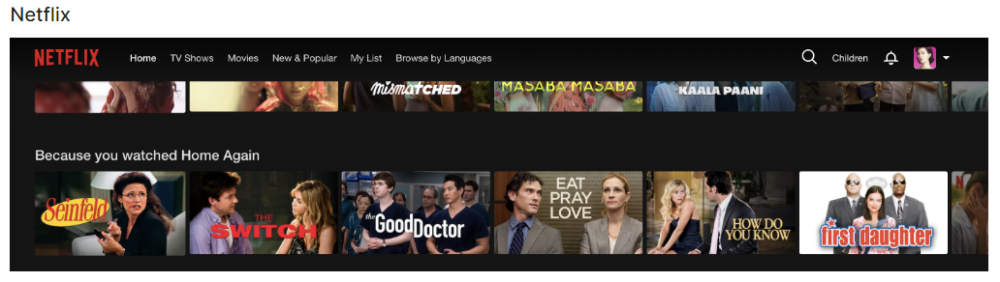 Netflix
NETFLIX Home TV Shows Movies New & Popular My List Browse by Languages Children
mismatched MASABA MASABA KAALA PAANI
Because you watched Home Again
Seinfeld
THE
SWITCH
the Good Doctor
EAT
PRAY
LOVE
HOW DO
YOU KNOW
first daughter